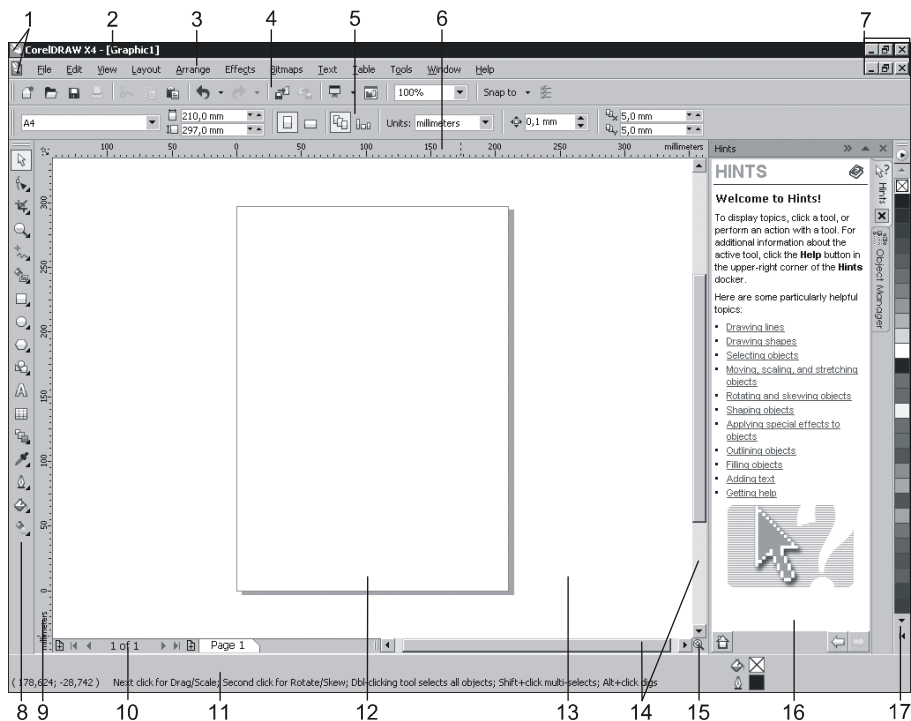 1 2 3 4 5 6 7
CorelDRAW X4 - [Graphic1]
File Edit View Layout Arrange Effects Bitmaps Text Table Tools Window Help
100% Snap to
A4 210,0 mm 297,0 mm Units: millimeters 0,1 mm 5,0 mm 5,0 mm
100 50 0 50 100 150 200 250 300 millimeters
300
250
200
150
100
50
0
millimeters
Hints
HINTS
Welcome to Hints!
To display topics, click a tool, or
perform an action with a tool. For
additional information about the
active tool, click the Help button in
the upper-right corner of the Hints
docker.
Here are some particularly helpful
topics:
Drawing lines
Drawing shapes
Selecting objects
Moving, scaling, and stretching
objects
Rotating and skewing objects
Shaping objects
Applying special effects to
objects
Outlining objects
Filling objects
Adding text
Getting help
Hints
Object Manager
1 of 1 Page 1
( 178,624; -28,742 ) Next click for Drag/Scale; Second click for Rotate/Skew; Dbl-clicking tool selects all objects; Shift+click multi-selects; Alt+click digs
8 9 10 11 12 13 14 15 16 17